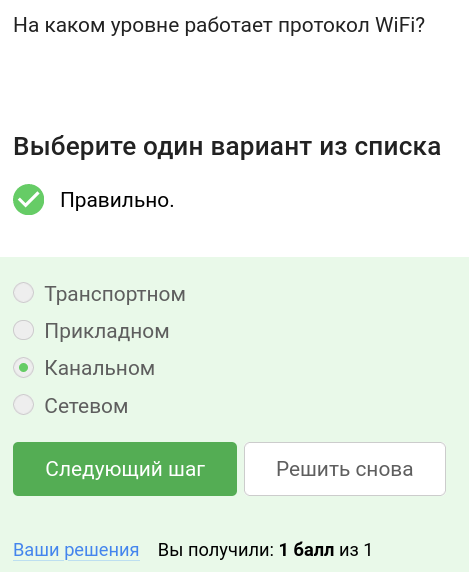 На каком уровне работает протокол WiFi?
Выберите один вариант из списка
Правильно.
Транспортном
Прикладном
Канальном
Сетевом
Следующий шаг Решить снова
Ваши решения Вы получили: 1 балл из 1